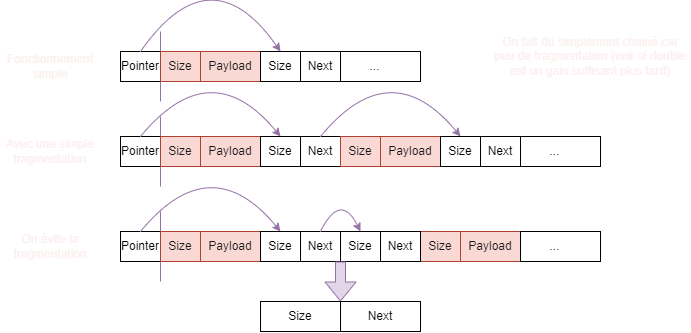 Fonctionnement
simple
Pointer Size Payload Size Next ...
On fait du simplement chainé car
peu de fragmentation (voir si double
est un gain suffisant plus tard)
Avec une simple
fragmentation
Pointer Size Payload Size Next Size Payload Size Next ...
On évite la
fragmentation
Pointer Size Payload Size Next Size Next Size Payload ...
Size Next